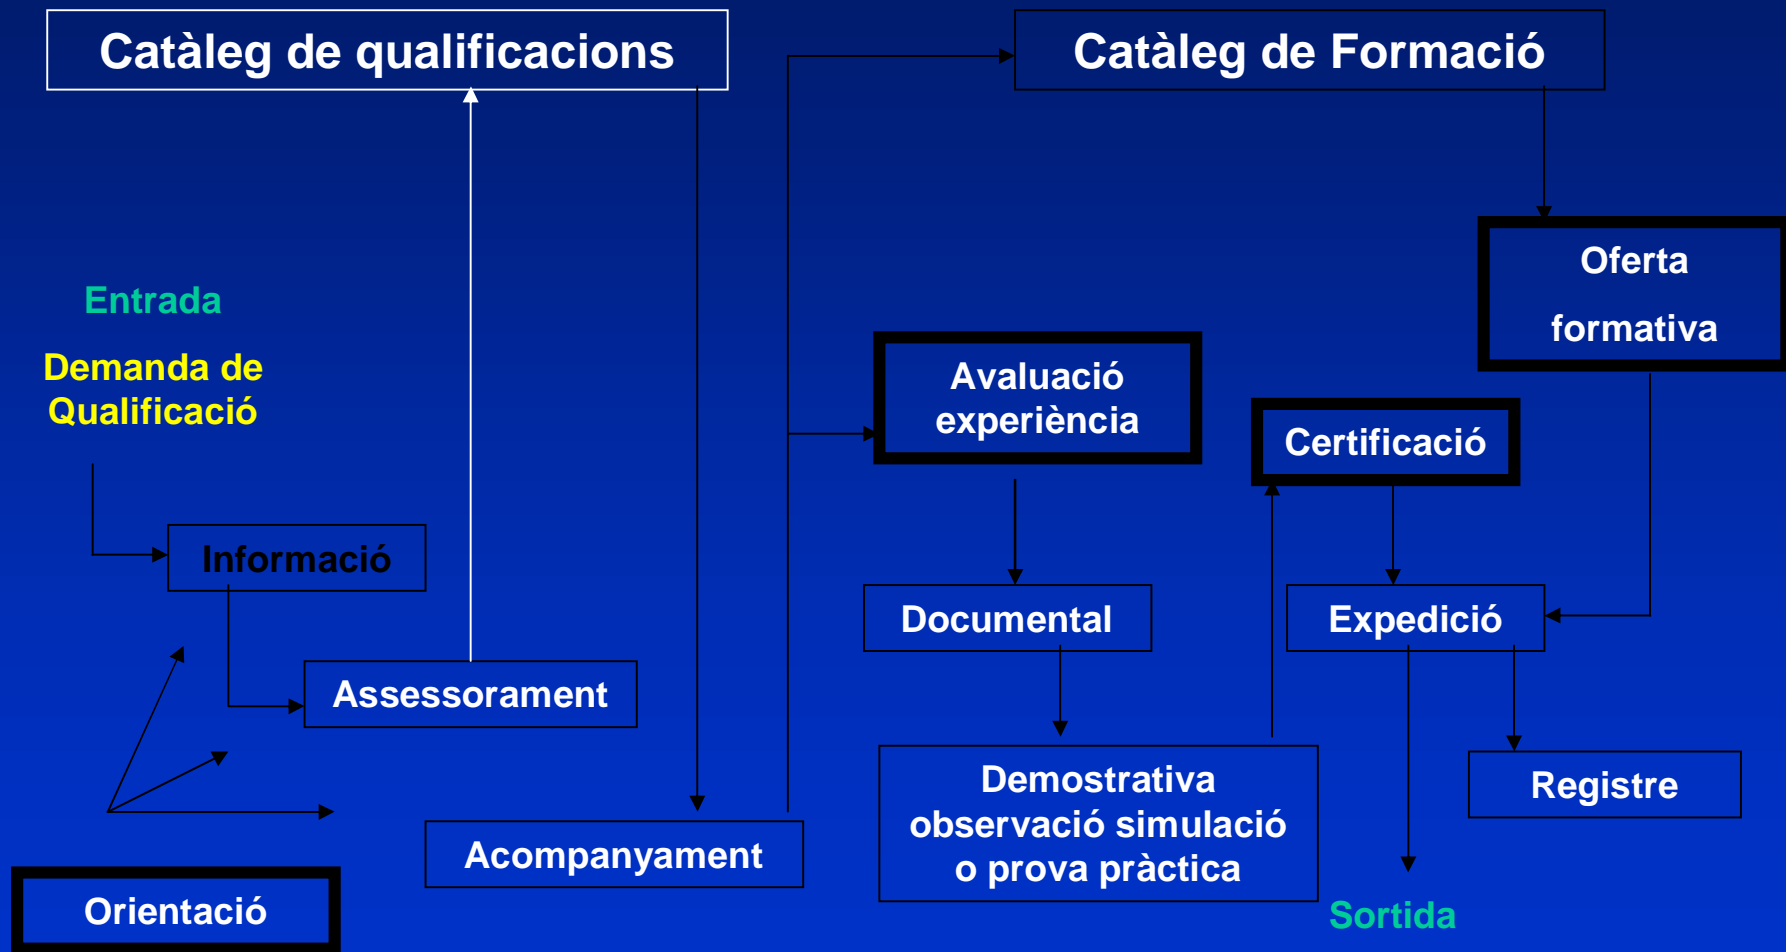 Catàleg de qualificacions
Catàleg de Formació
Oferta
formativa
Entrada
Demanda de
Qualificació
Avaluació
experiència
Certificació
Informació
Documental
Expedició
Assessorament
Demostrativa
observació simulació
o prova pràctica
Registre
Acompanyament
Orientació
Sortida